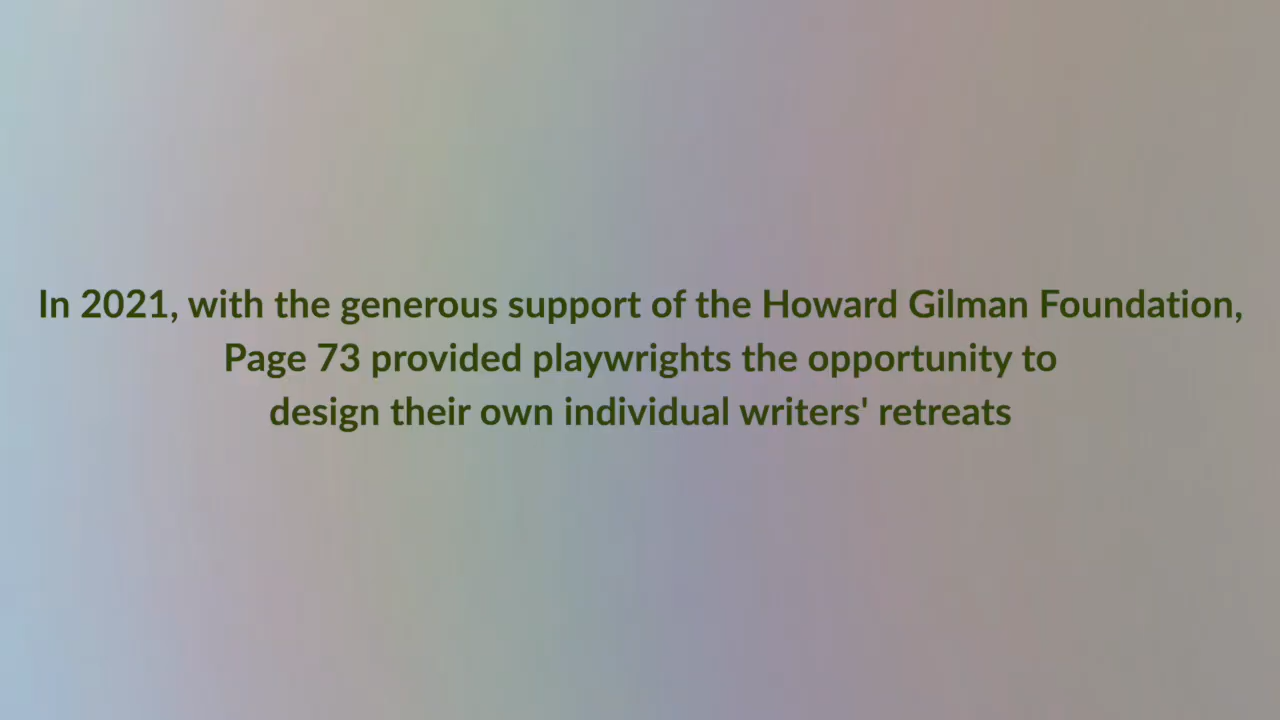 In 2021, with the generous support of the Howard Gilman Foundation,
Page 73 provided playwrights the opportunity to
design their own individual writers' retreats